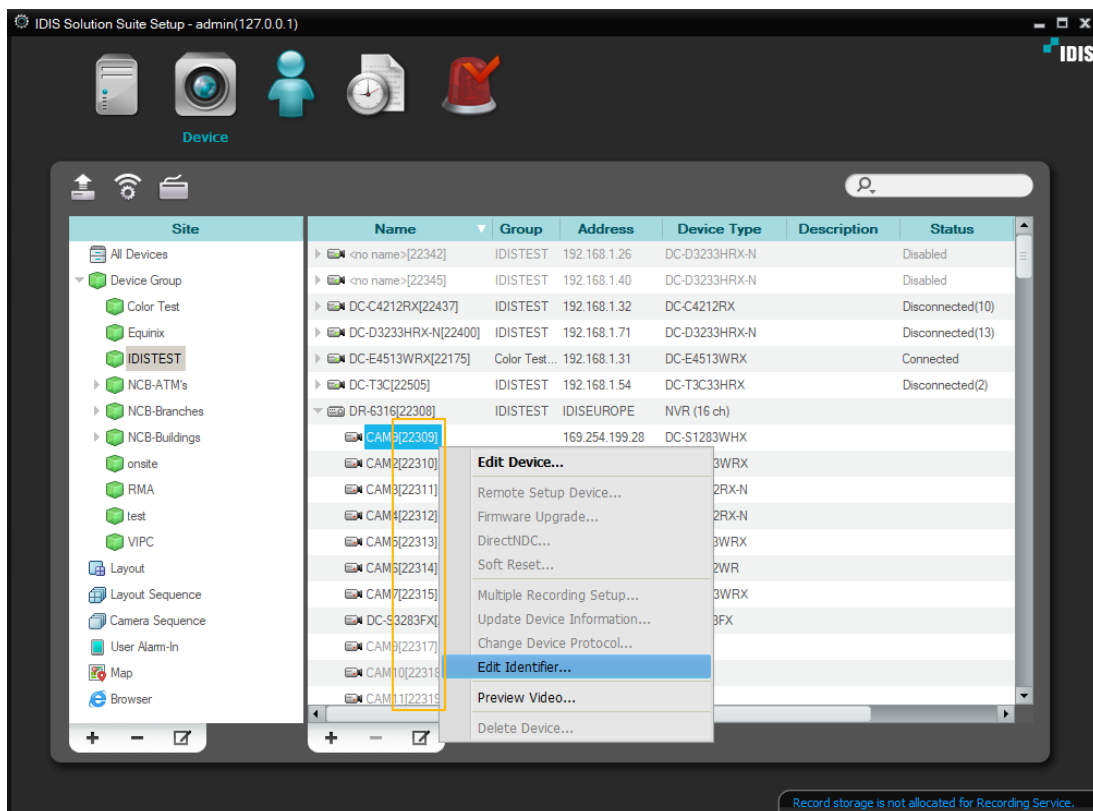 IDIS Solution Suite Setup - admin(127.0.0.1)
IDIS
Device
Site
All Devices
Device Group
Color Test
Equinix
IDISTEST
NCB-ATM's
NCB-Branches
NCB-Buildings
onsite
RMA
test
VIPC
Layout
Layout Sequence
Camera Sequence
User Alarm-In
Map
Browser
Name Group Address Device Type Description Status
<no name>[22342] IDISTEST 192.168.1.26 DC-D3233HRX-N Disabled
<no name>[22345] IDISTEST 192.168.1.40 DC-D3233HRX-N Disabled
DC-C4212RX[22437] IDISTEST 192.168.1.32 DC-C4212RX Disconnected(10)
DC-D3233HRX-N[22400] IDISTEST 192.168.1.71 DC-D3233HRX-N Disconnected(13)
DC-E4513WRX[22175] Color Test... 192.168.1.31 DC-E4513WRX Connected
DC-T3C[22505] IDISTEST 192.168.1.54 DC-T3C33HRX Disconnected(2)
DR-6316[22308] IDISTEST IDISEUROPE NVR (16 ch)
CAM9[22309] 169.254.199.28 DC-S1283WHX
CAM2[22310] 3WRX
CAM3[22311] 2RX-N
CAM4[22312] 2RX-N
CAM5[22313] 3WRX
CAM6[22314] 2WR
CAM7[22315] 3WRX
DC-S3283FX[ 3FX
CAM9[22317]
CAM10[22318
CAM11[22319
Edit Device...
Remote Setup Device...
Firmware Upgrade...
DirectNDC...
Soft Reset...
Multiple Recording Setup...
Update Device Information...
Change Device Protocol...
Edit Identifier...
Preview Video...
Delete Device...
Record storage is not allocated for Recording Service.